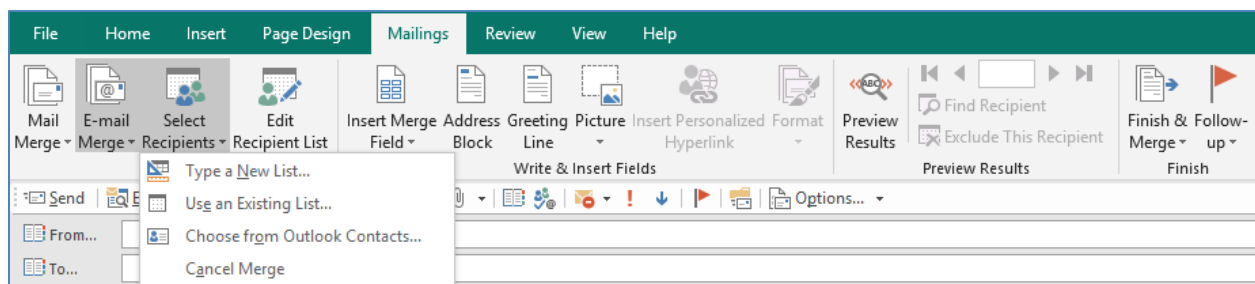 File Home Insert Page Design Mailings Review View Help
Mail Merge
E-mail Merge
Select Recipients
Edit Recipient List
Insert Merge Field
Address Block
Greeting Line
Picture
Insert Personalized Hyperlink
Format
Preview Results
Find Recipient
Exclude This Recipient
Finish & Merge
Follow-up
Write & Insert Fields Preview Results Finish
Type a New List...
Send Options...
Use an Existing List...
From...
Choose from Outlook Contacts...
To...
Cancel Merge